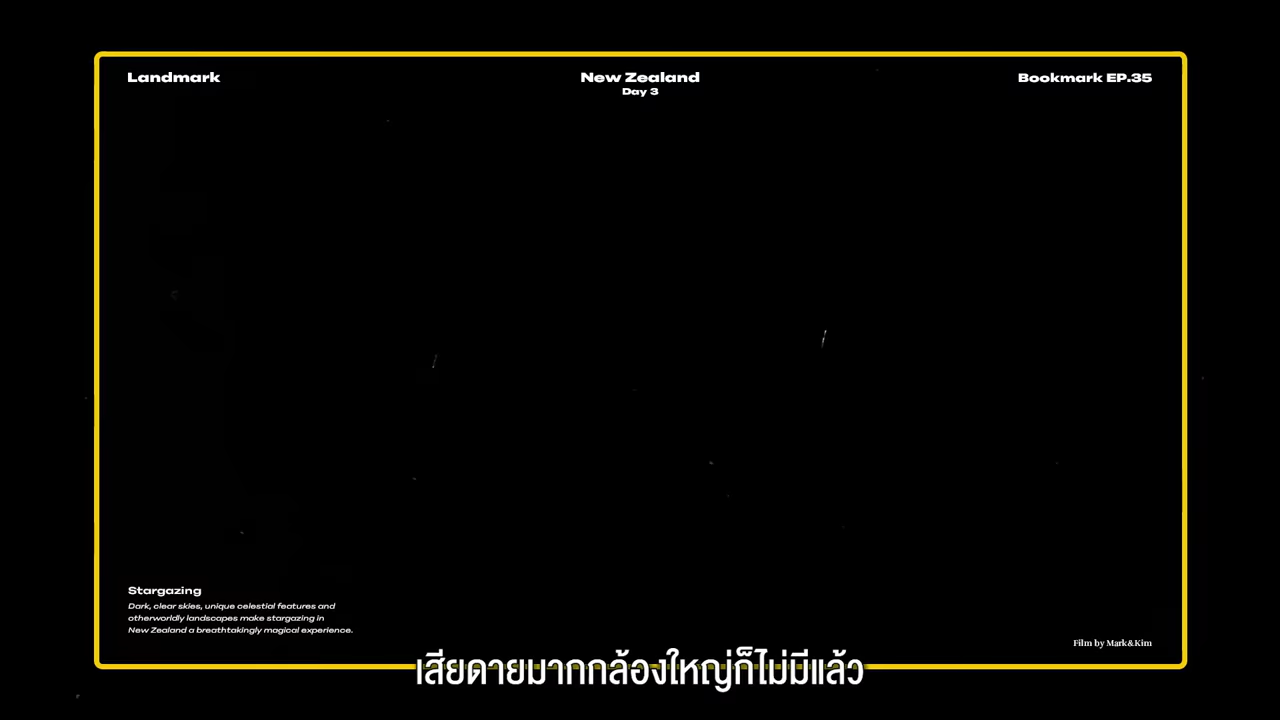 Landmark
New Zealand
Day 3
Bookmark EP.35
Stargazing
Dark, clear skies, unique celestial features and
otherworldly landscapes make stargazing in
New Zealand a breathtakingly magical experience.
Film by Mark&Kim
เสียดายมากกล้องใหญ่ก็ไม่มีแล้ว